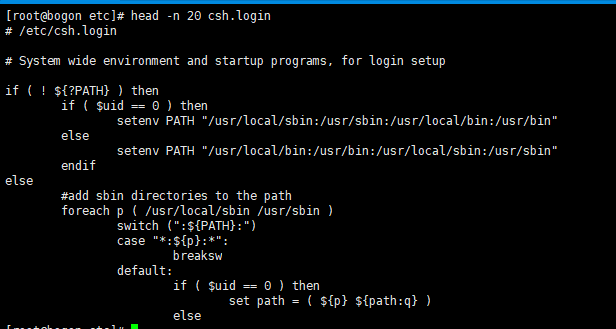 [root@bogon etc]# head -n 20 csh.login
# /etc/csh.login

# System wide environment and startup programs, for login setup

if ( ! ${?PATH} ) then
        if ( $uid == 0 ) then
                setenv PATH "/usr/local/sbin:/usr/sbin:/usr/local/bin:/usr/bin"
        else
                setenv PATH "/usr/local/bin:/usr/bin:/usr/local/sbin:/usr/sbin"
        endif
else
        #add sbin directories to the path
        foreach p ( /usr/local/sbin /usr/sbin )
                switch (":${PATH}:")
                case "*:${p}:*":
                        breaksw
                default:
                        if ( $uid == 0 ) then
                                set path = ( ${p} ${path:q} )
                        else
[root@bogon etc]#